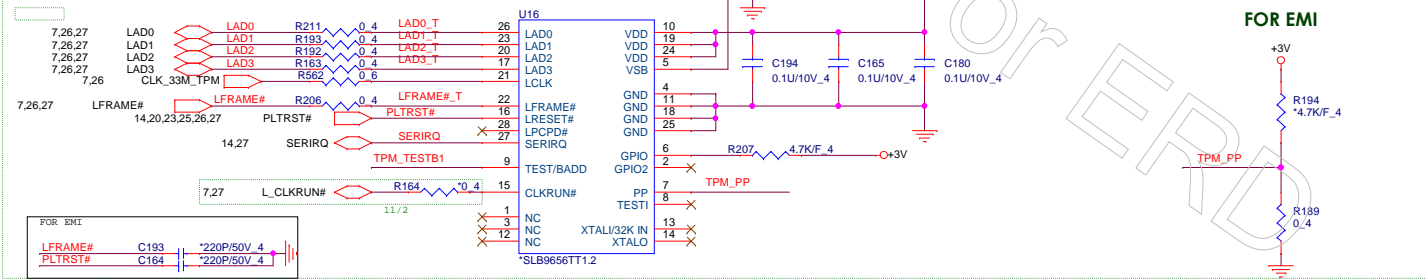 U16
7,26,27 LAD0 LAD0 R211 0_4 LAD0_T 26 LAD0 VDD 10
7,26,27 LAD1 LAD1 R193 0_4 LAD1_T 23 LAD1 VDD 19
7,26,27 LAD2 LAD2 R192 0_4 LAD2_T 20 LAD2 VDD 24
7,26,27 LAD3 LAD3 R163 0_4 LAD3_T 17 LAD3 VSB 5
7,26 CLK_33M_TPM R562 0_6 21 LCLK
C194 0.1U/10V_4
C165 0.1U/10V_4
C180 0.1U/10V_4
GND 4
7,26,27 LFRAME# LFRAME# R206 0_4 LFRAME#_T 22 LFRAME# GND 11
14,20,23,25,26,27 PLTRST# PLTRST# 16 LRESET# GND 18
28 LPCPD# GND 25
14,27 SERIRQ SERIRQ 27 SERIRQ
GPIO 6 R207 4.7K/F_4 +3V
TPM_TESTB1 9 TEST/BADD GPIO2 2
7,27 L_CLKRUN# R164 *0_4 15 CLKRUN# PP 7 TPM_PP
11/2
TESTI 8
1 NC
3 NC XTALI/32K IN 13
12 NC XTALO 14
*SLB9656TT1.2
FOR EMI
LFRAME# C193 *220P/50V_4
PLTRST# C164 *220P/50V_4
FOR EMI
+3V
R194
*4.7K/F_4
TPM_PP
R189
0_4
or ERD